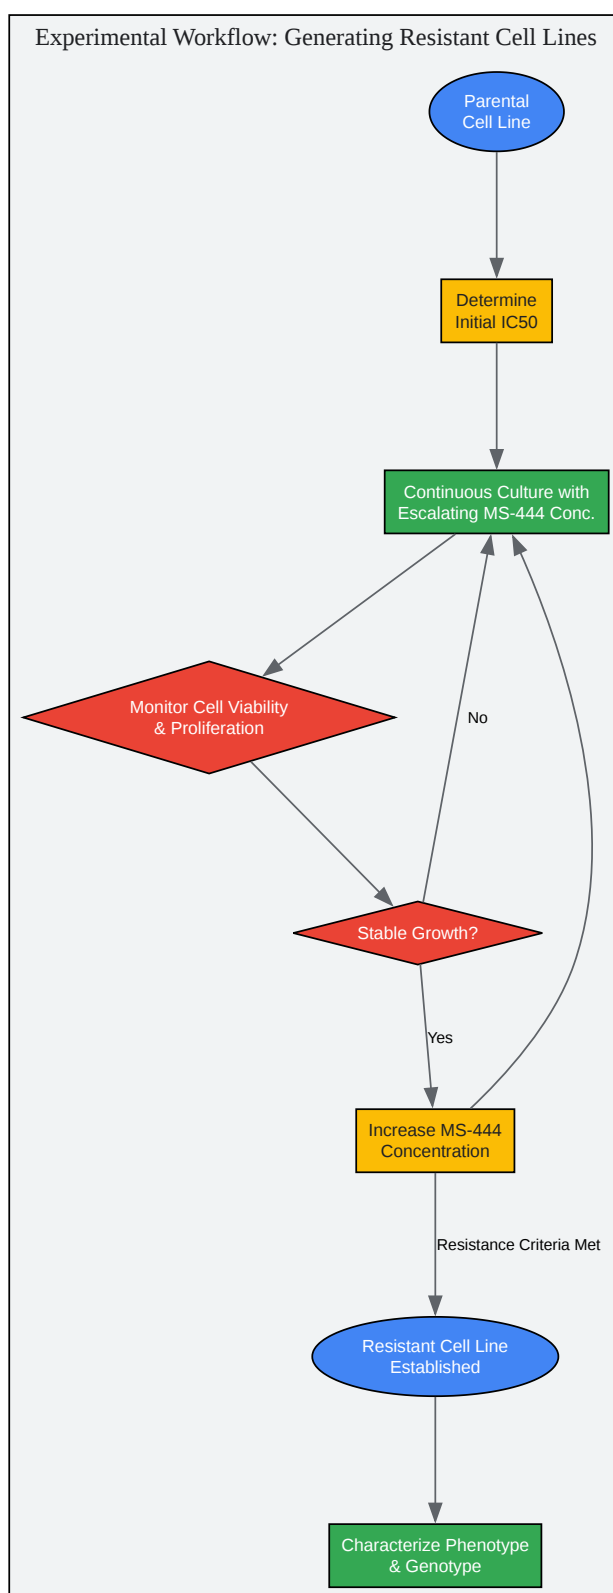 Experimental Workflow: Generating Resistant Cell Lines
Parental
Cell Line
Determine
Initial IC50
Continuous Culture with
Escalating MS-444 Conc.
Monitor Cell Viability
& Proliferation
No
Stable Growth?
Yes
Increase MS-444
Concentration
Resistance Criteria Met
Resistant Cell Line
Established
Characterize Phenotype
& Genotype